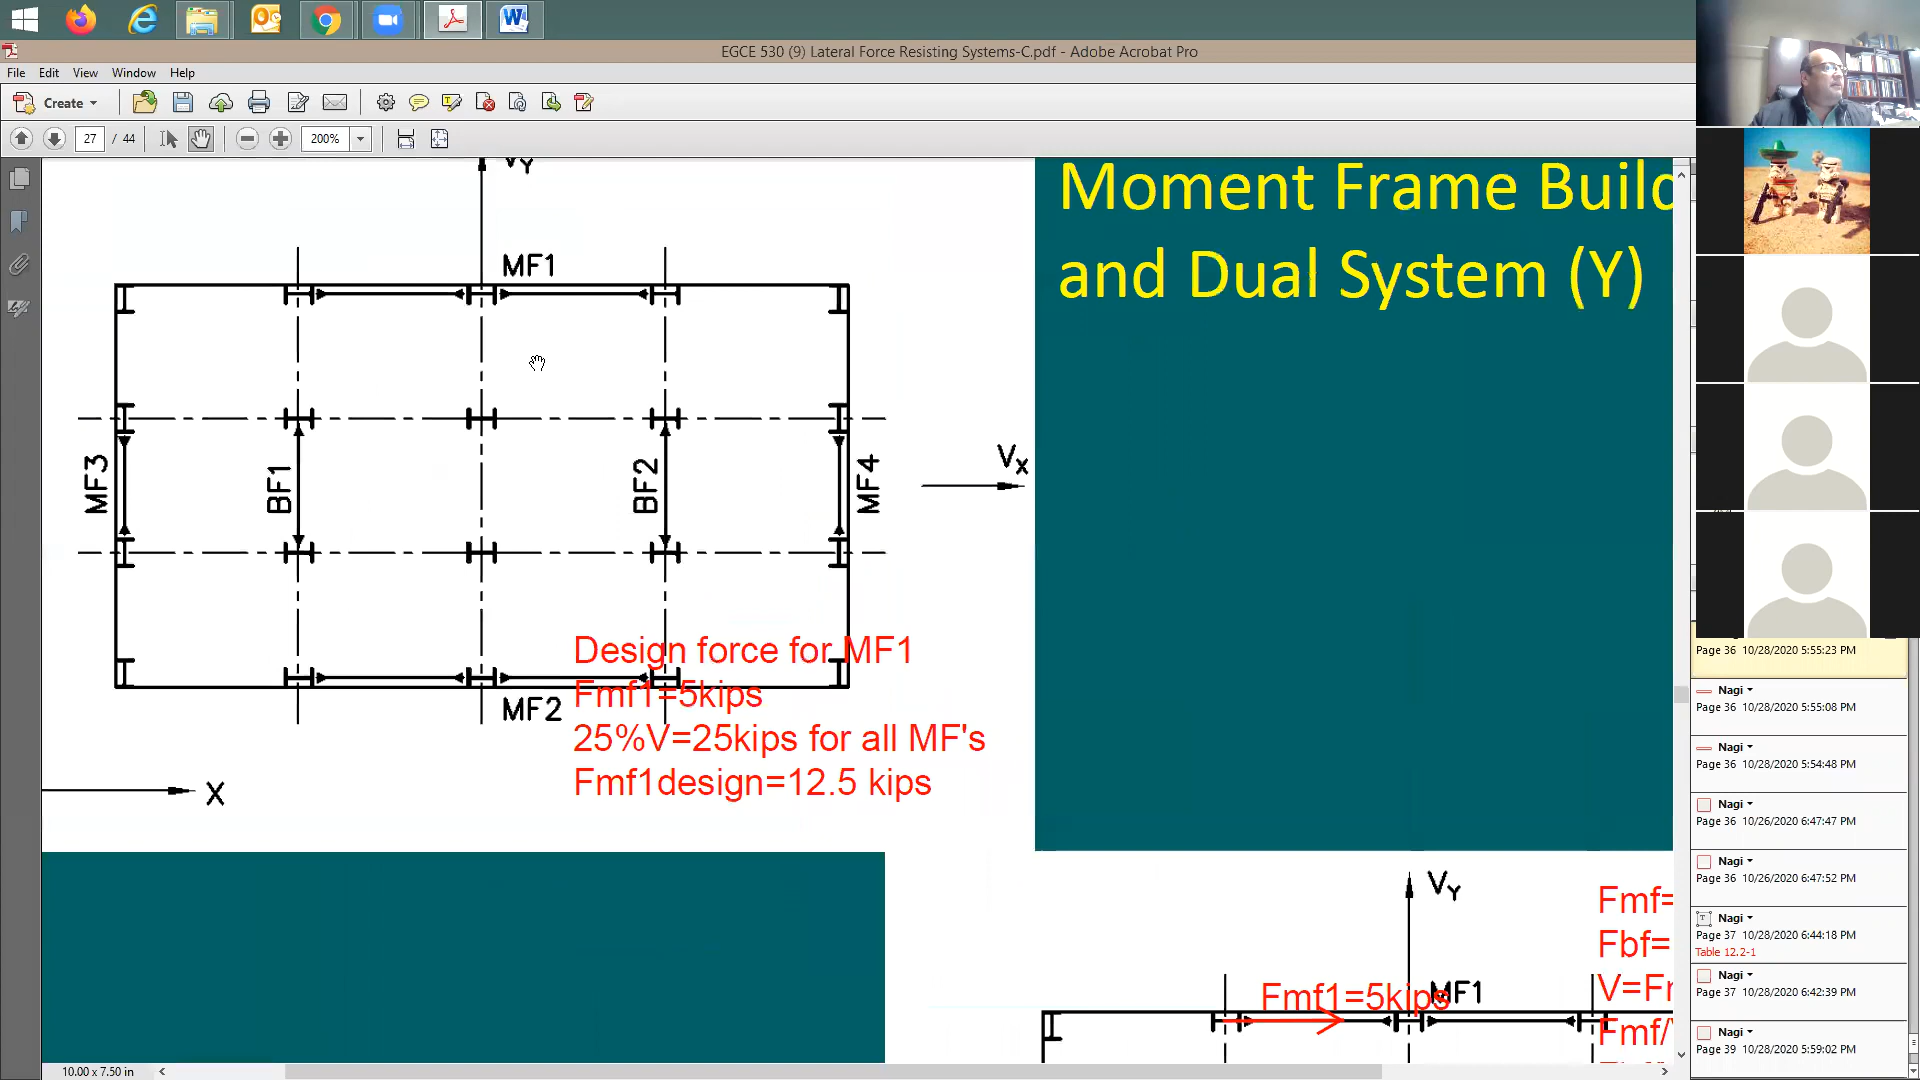 EGCE 530 (9) Lateral Force Resisting Systems-C.pdf - Adobe Acrobat Pro
File Edit View Window Help
Create
27 / 44
200%
VY
MF1
MF3
BF1
BF2
MF4
VX
MF2
X
Design force for MF1
Fmf1=5kips
25%V=25kips for all MF's
Fmf1design=12.5 kips
Moment Frame Build
and Dual System (Y)
VY
Fmf1=5kips
MF1
Fmf=
Fbf=
V=Fm
Fmf/
10.00 x 7.50 in
Page 36 10/28/2020 5:55:23 PM
Nagi
Page 36 10/28/2020 5:55:08 PM
Nagi
Page 36 10/28/2020 5:54:48 PM
Nagi
Page 36 10/26/2020 6:47:47 PM
Nagi
Page 36 10/26/2020 6:47:52 PM
Nagi
Page 37 10/28/2020 6:44:18 PM
Table 12.2-1
Nagi
Page 37 10/28/2020 6:42:39 PM
Nagi
Page 39 10/28/2020 5:59:02 PM